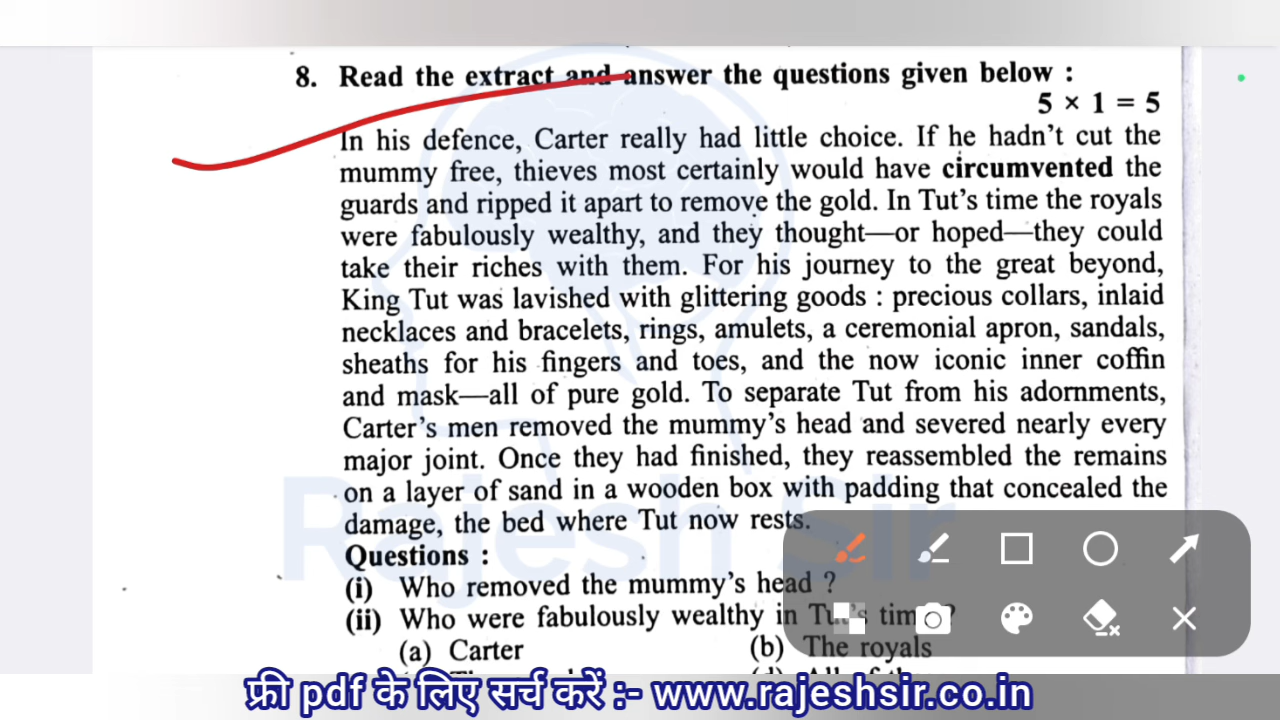 8. Read the extract and answer the questions given below :
5 × 1 = 5
In his defence, Carter really had little choice. If he hadn't cut the
mummy free, thieves most certainly would have circumvented the
guards and ripped it apart to remove the gold. In Tut's time the royals
were fabulously wealthy, and they thought—or hoped—they could
take their riches with them. For his journey to the great beyond,
King Tut was lavished with glittering goods : precious collars, inlaid
necklaces and bracelets, rings, amulets, a ceremonial apron, sandals,
sheaths for his fingers and toes, and the now iconic inner coffin
and mask—all of pure gold. To separate Tut from his adornments,
Carter's men removed the mummy's head and severed nearly every
major joint. Once they had finished, they reassembled the remains
on a layer of sand in a wooden box with padding that concealed the
damage, the bed where Tut now rests.
Rajesh Sir
Questions :
(i) Who removed the mummy's head ?
(ii) Who were fabulously wealthy in Tut's time ?
(a) Carter (b) The royals
(d) All of the
फ्री pdf के लिए सर्च करें :- www.rajeshsir.co.in